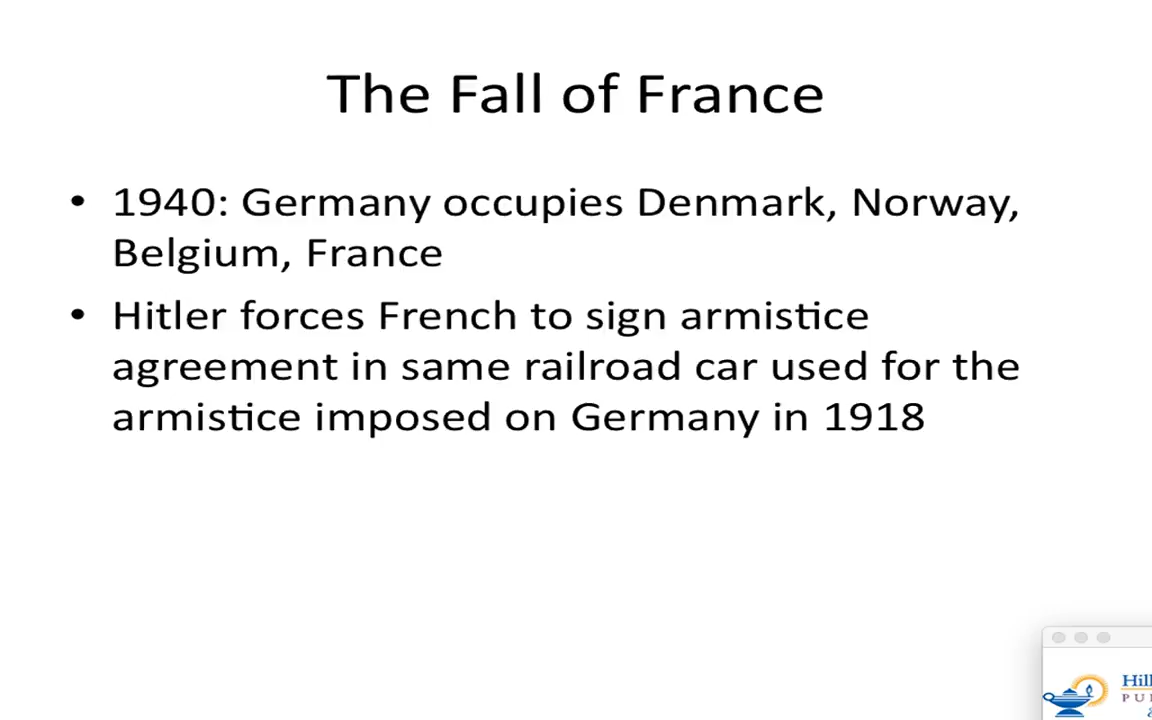 The Fall of France
• 1940: Germany occupies Denmark, Norway,
Belgium, France
• Hitler forces French to sign armistice
agreement in same railroad car used for the
armistice imposed on Germany in 1918